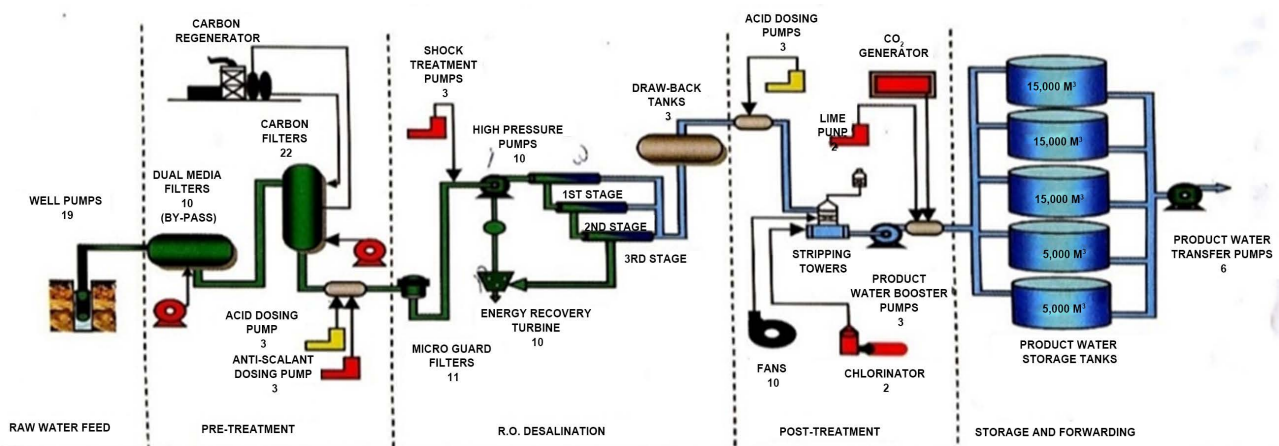 CARBON
REGENERATOR
CARBON
FILTERS
22
DUAL MEDIA
FILTERS
10
(BY-PASS)
WELL PUMPS
19
ACID DOSING
PUMP
3
ANTI-SCALANT
DOSING PUMP
3
SHOCK
TREATMENT
PUMPS
3
HIGH PRESSURE
PUMPS
10
1ST STAGE
2ND STAGE
3RD STAGE
ENERGY RECOVERY
TURBINE
10
MICRO GUARD
FILTERS
11
DRAW-BACK
TANKS
3
ACID DOSING
PUMPS
3
CO2
GENERATOR
LIME
PUNP
2
STRIPPING
TOWERS
PRODUCT
WATER BOOSTER
PUMPS
3
FANS
10
CHLORINATOR
2
15,000 M³
15,000 M³
15,000 M³
5,000 M³
5,000 M³
PRODUCT WATER
STORAGE TANKS
PRODUCT WATER
TRANSFER PUMPS
6
RAW WATER FEED
PRE-TREATMENT
R.O. DESALINATION
POST-TREATMENT
STORAGE AND FORWARDING